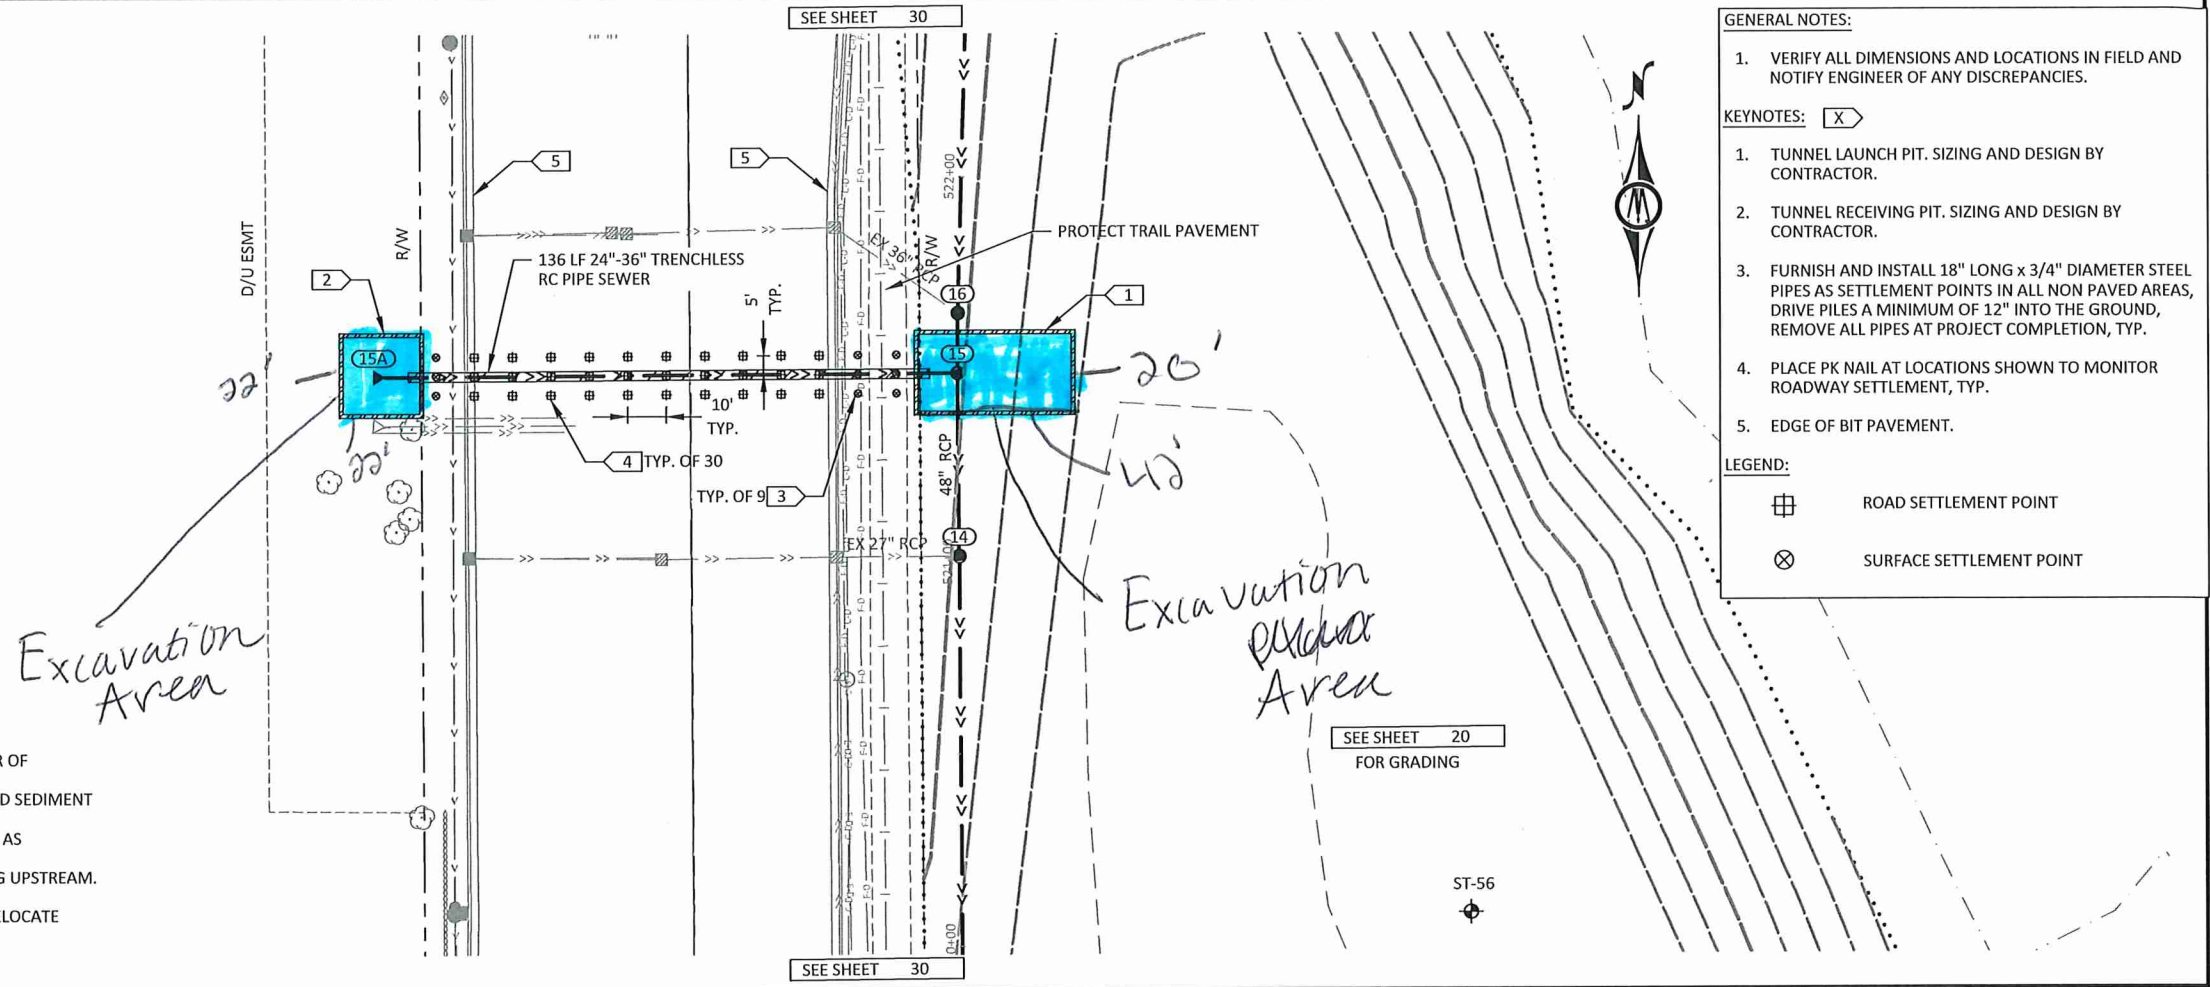 SEE SHEET 30
522+00
5
5
D/U ESMT
R/W
EX 36" RCP
R/W
PROTECT TRAIL PAVEMENT
136 LF 24"-36" TRENCHLESS
RC PIPE SEWER
2
16
1
5'
TYP.
15A
15
22'
20'
10'
TYP.
22'
4 TYP. OF 30
TYP. OF 9 3
48" RCP
42'
EX 27" RCP
14
Excavation
Area
Excavation
Area
SEE SHEET 20
FOR GRADING
R OF
D SEDIMENT
AS
G UPSTREAM.
ELOCATE
ST-56
0+00
SEE SHEET 30
N
M
GENERAL NOTES:
1. VERIFY ALL DIMENSIONS AND LOCATIONS IN FIELD AND
NOTIFY ENGINEER OF ANY DISCREPANCIES.
KEYNOTES: X
1. TUNNEL LAUNCH PIT. SIZING AND DESIGN BY
CONTRACTOR.
2. TUNNEL RECEIVING PIT. SIZING AND DESIGN BY
CONTRACTOR.
3. FURNISH AND INSTALL 18" LONG x 3/4" DIAMETER STEEL
PIPES AS SETTLEMENT POINTS IN ALL NON PAVED AREAS,
DRIVE PILES A MINIMUM OF 12" INTO THE GROUND,
REMOVE ALL PIPES AT PROJECT COMPLETION, TYP.
4. PLACE PK NAIL AT LOCATIONS SHOWN TO MONITOR
ROADWAY SETTLEMENT, TYP.
5. EDGE OF BIT PAVEMENT.
LEGEND:
ROAD SETTLEMENT POINT
SURFACE SETTLEMENT POINT